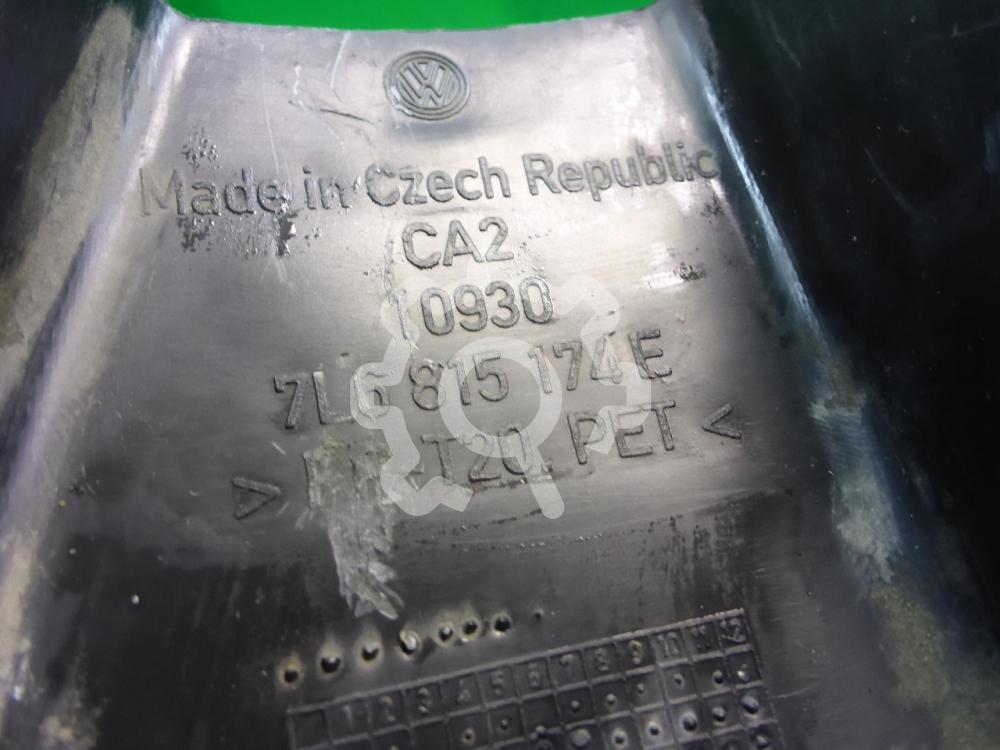 VW
Made in Czech Republic
CA2
10930
7L6 815 174 E
> T20, PET <
1 2 3 4 5 6 7 8 9 10 11 12